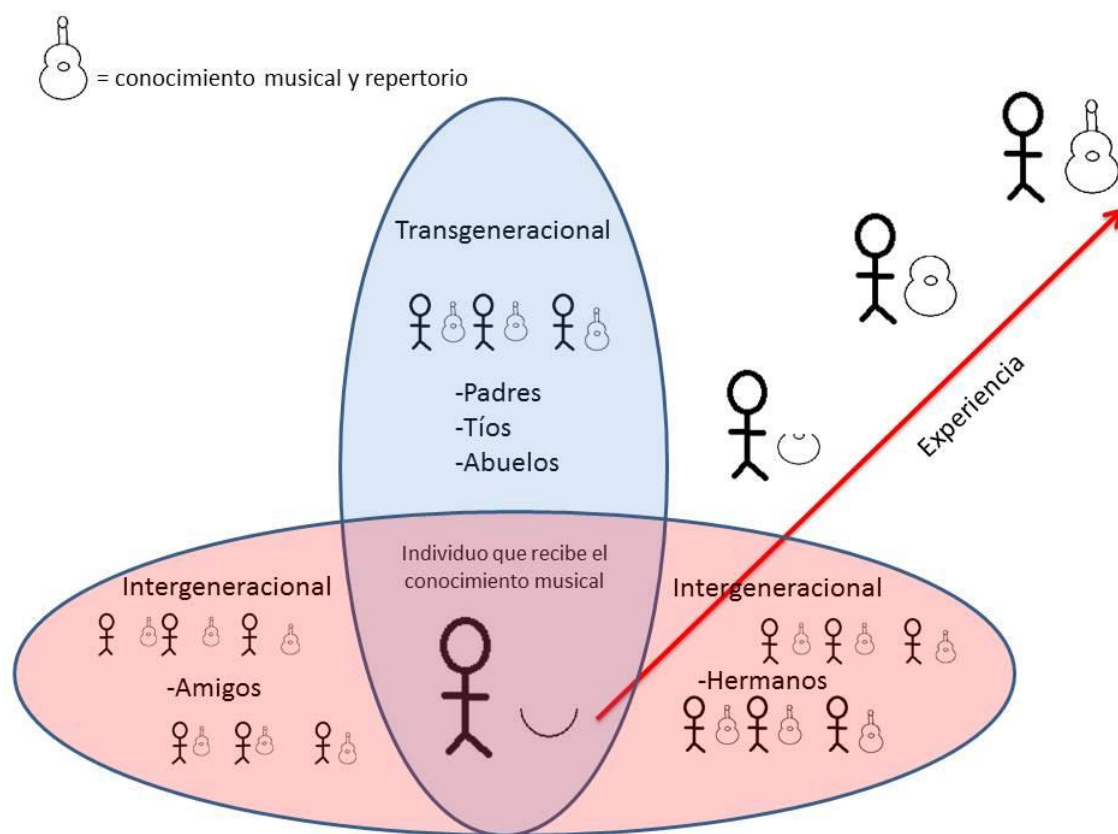 = conocimiento musical y repertorio
Transgeneracional
-Padres
-Tíos
-Abuelos
Experiencia
Individuo que recibe el
conocimiento musical
Intergeneracional
-Amigos
Intergeneracional
-Hermanos